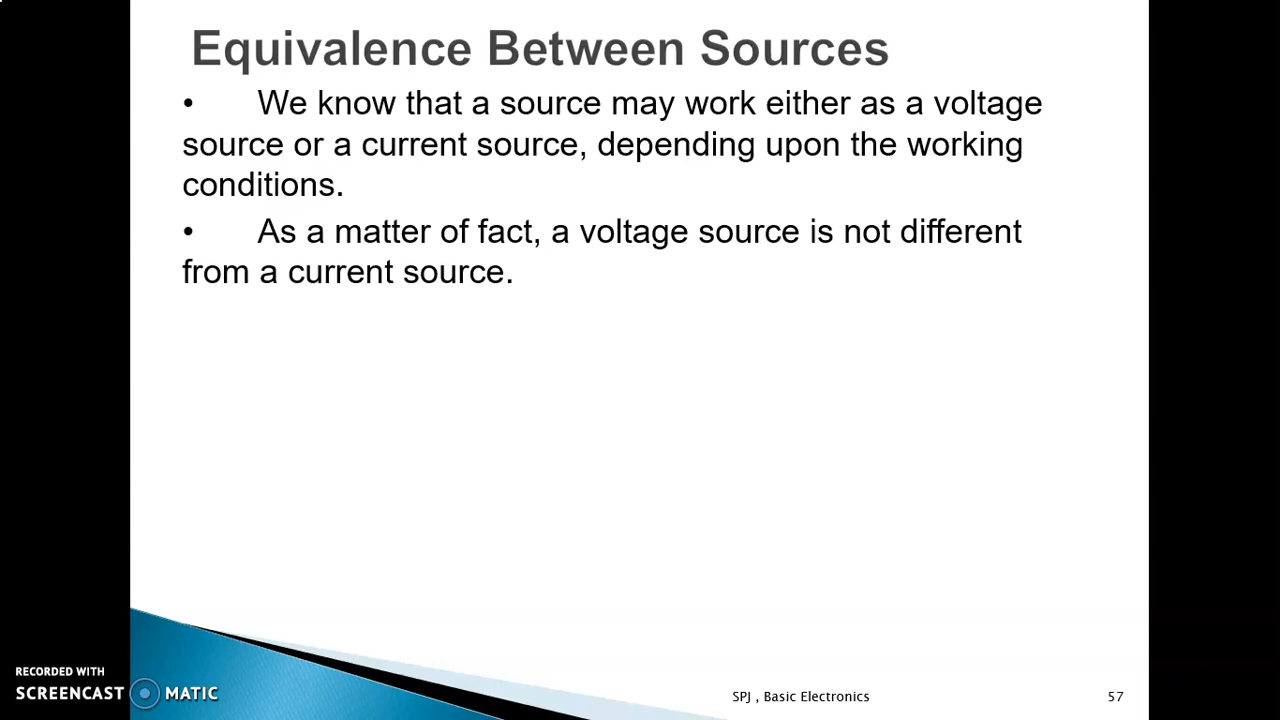 Equivalence Between Sources
• We know that a source may work either as a voltage
source or a current source, depending upon the working
conditions.
• As a matter of fact, a voltage source is not different
from a current source.
RECORDED WITH
SCREENCAST MATIC
SPJ , Basic Electronics
57